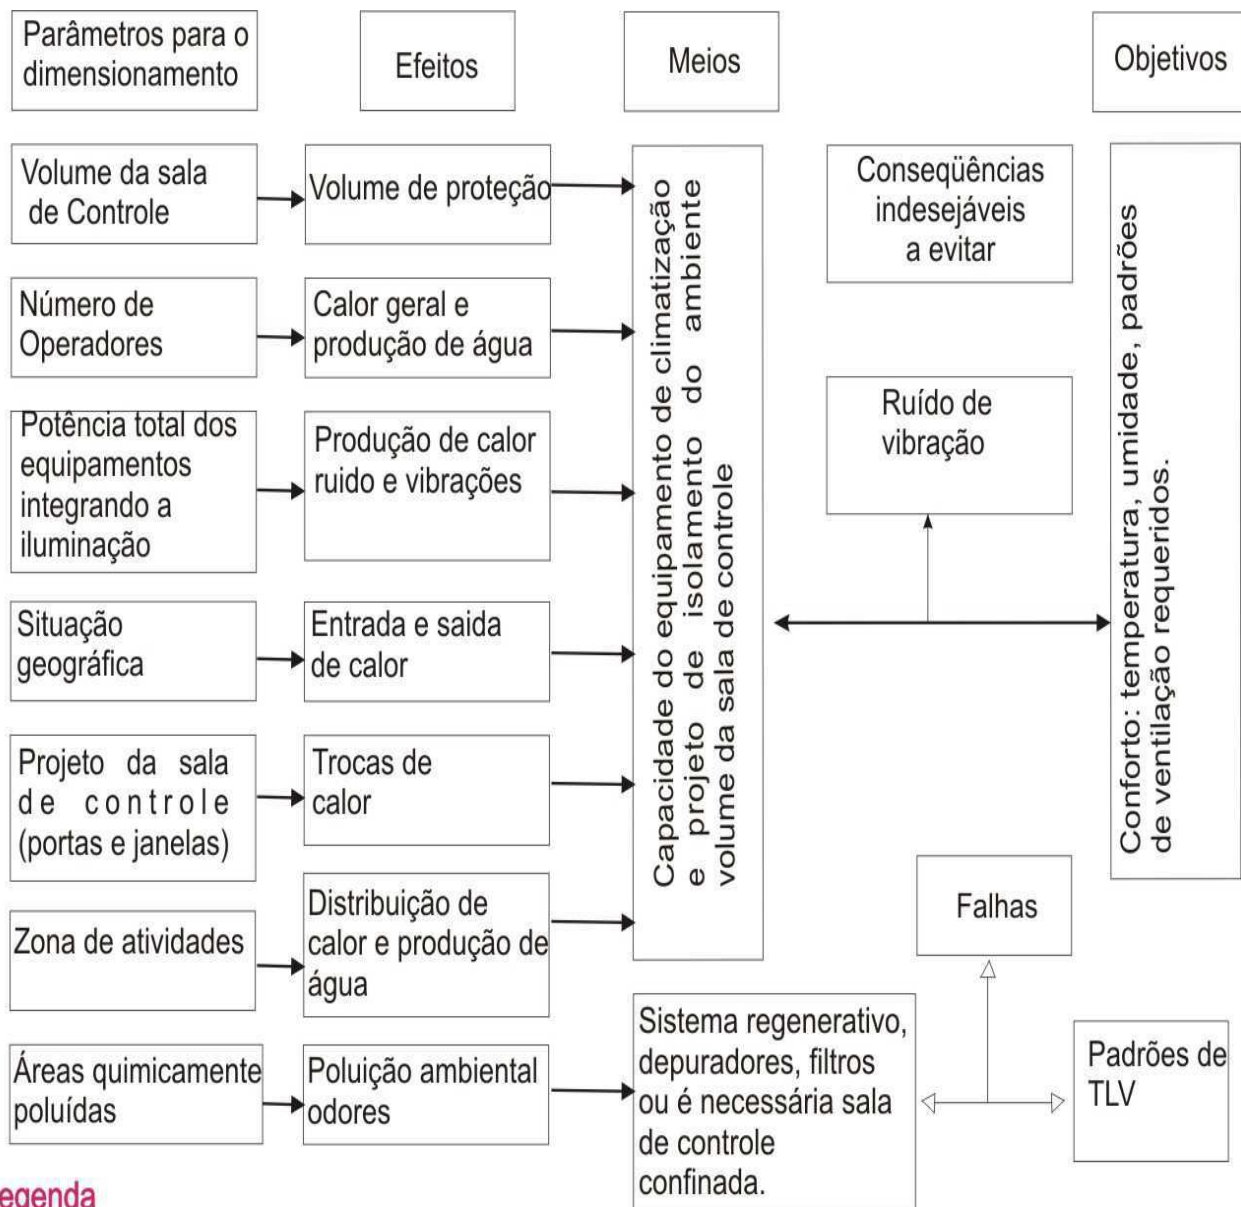 Parâmetros para o
dimensionamento
Efeitos
Meios
Objetivos
Volume da sala
de Controle
Volume de proteção
Número de
Operadores
Calor geral e
produção de água
Potência total dos
equipamentos
integrando a
iluminação
Produção de calor
ruido e vibrações
Situação
geográfica
Entrada e saida
de calor
Projeto da sala
de controle
(portas e janelas)
Trocas de
calor
Zona de atividades
Distribuição de
calor e produção de
água
Áreas quimicamente
poluídas
Poluição ambiental
odores
Capacidade do equipamento de climatização
e projeto de isolamento do ambiente
volume da sala de controle
Sistema regenerativo,
depuradores, filtros
ou é necessária sala
de controle
confinada.
Conseqüências
indesejáveis
a evitar
Ruído de
vibração
Falhas
Conforto: temperatura, umidade, padrões
de ventilação requeridos.
Padrões de
TLV
egenda